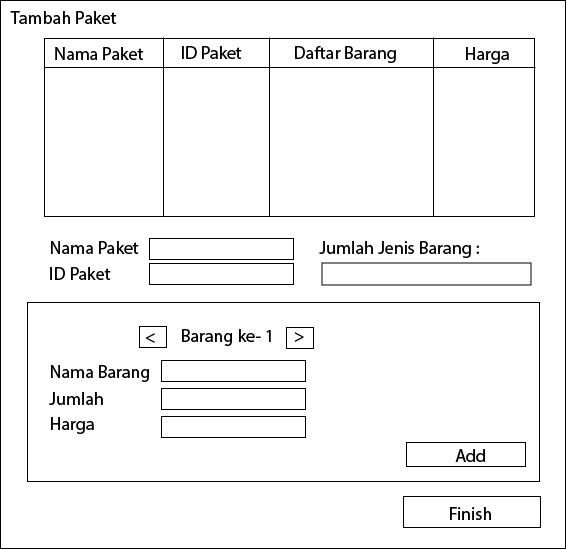 Tambah Paket
Nama Paket ID Paket Daftar Barang Harga
Nama Paket Jumlah Jenis Barang :
ID Paket
< Barang ke- 1 >
Nama Barang
Jumlah
Harga
Add
Finish